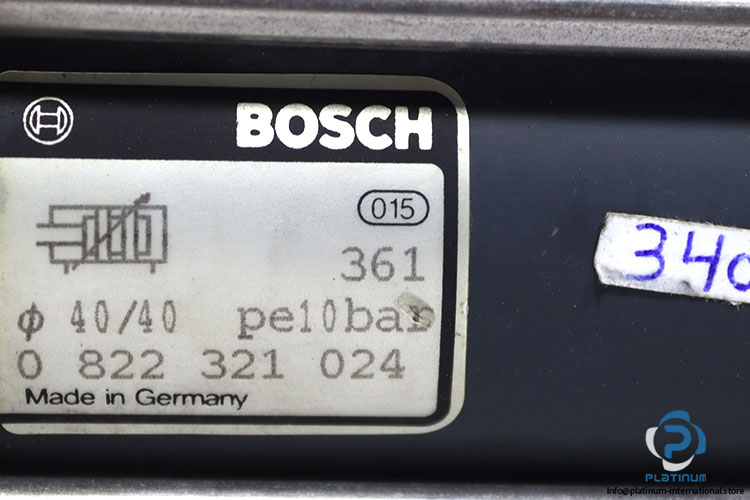 BOSCH
015
361
ф 40/40 pe10bar
0 822 321 024
Made in Germany
340
PLATINUM
info@platinum-international.store